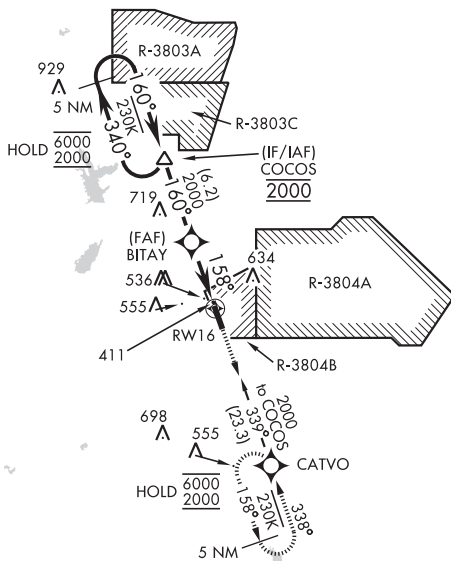 R-3803A
929
5 NM
160°
230K
340°
HOLD 6000
2000
R-3803C
(IF/IAF)
COCOS
2000
(6.2)
2000
160°
719
(FAF)
BITAY
158°
634
536
555
R-3804A
411
RW16
R-3804B
2000
to COCOS
339°
(23.3)
698
555
CATVO
HOLD 6000
2000
158°
230K
338°
5 NM